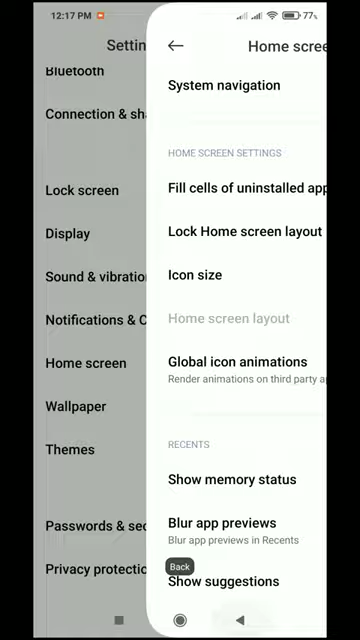 12:17 PM
77%
Settin
Home scree
Bluetooth
System navigation
Connection & sha
HOME SCREEN SETTINGS
Lock screen
Fill cells of uninstalled app
Display
Lock Home screen layout
Sound & vibratio
Icon size
Notifications & C
Home screen layout
Home screen
Global icon animations
Render animations on third party a
Wallpaper
Themes
RECENTS
Show memory status
Passwords & sec
Blur app previews
Blur app previews in Recents
Privacy protectio
Back
Show suggestions